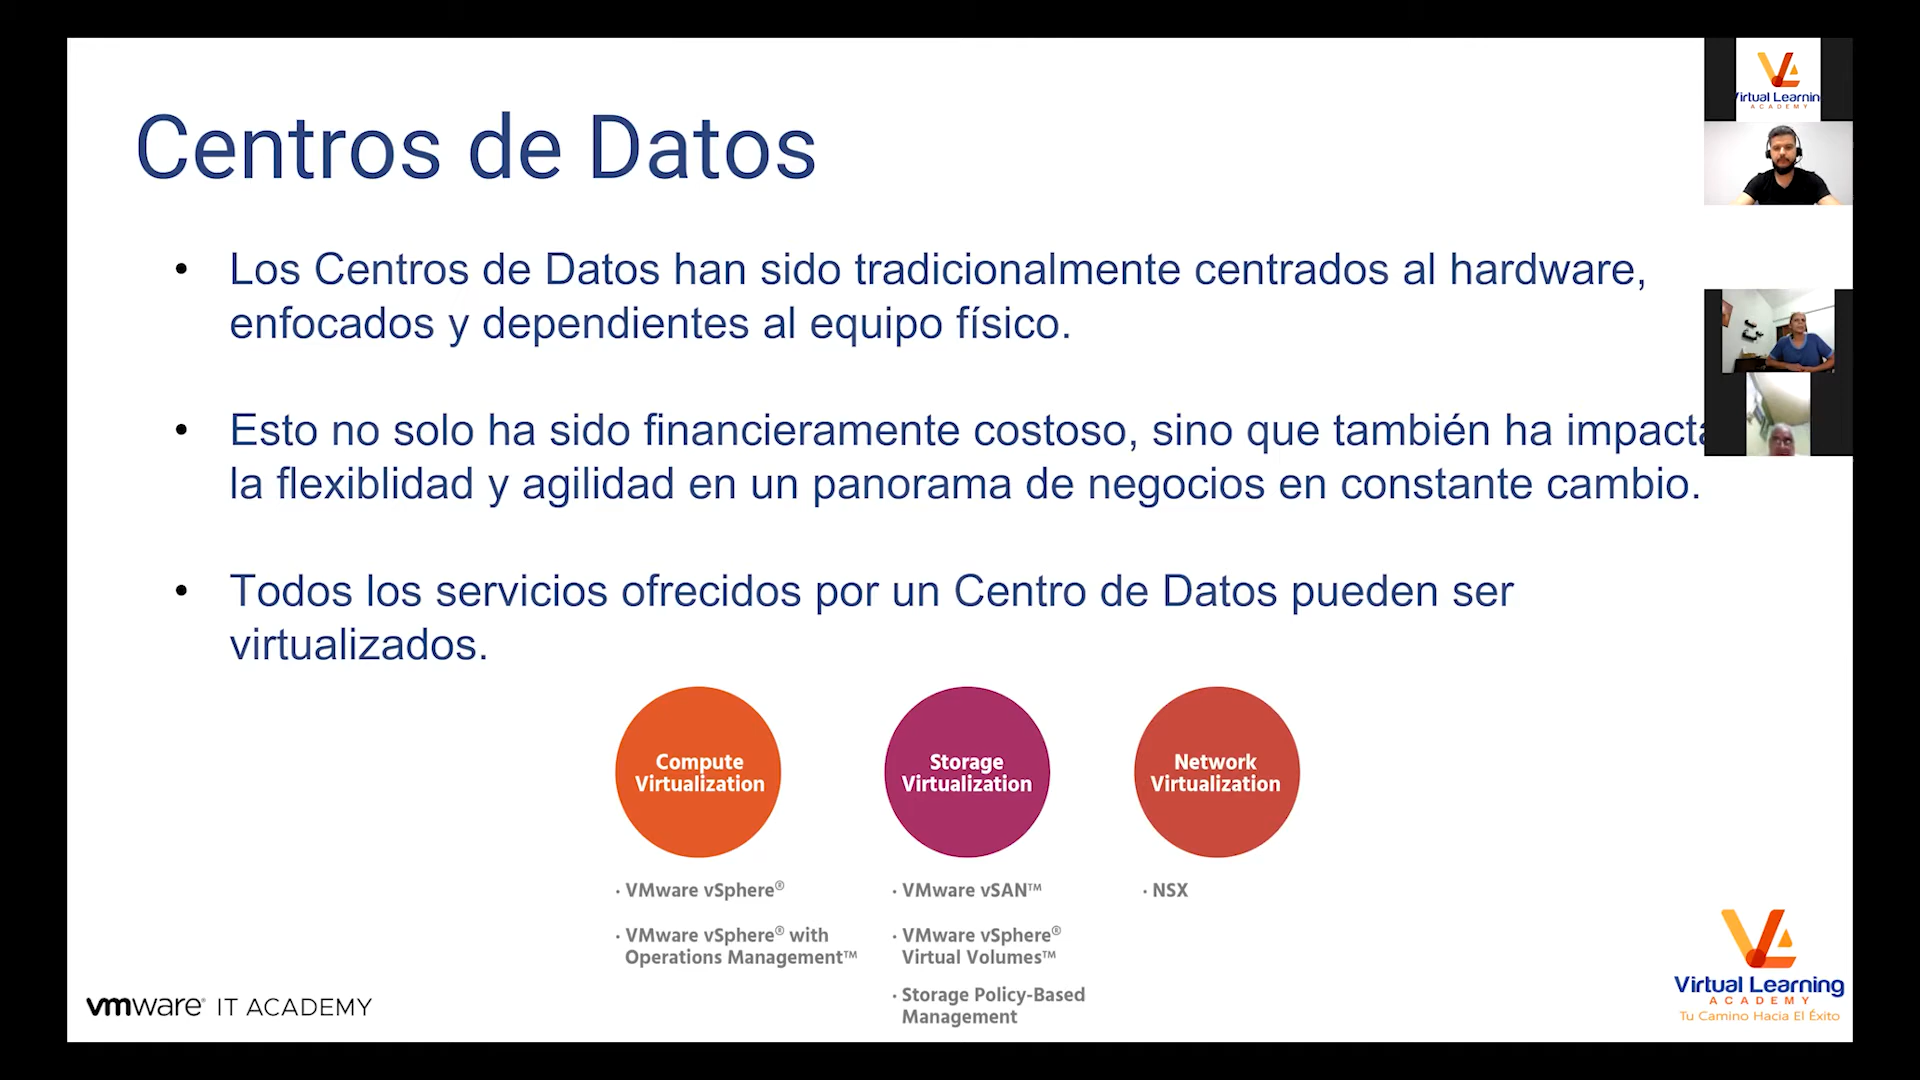 Centros de Datos
• Los Centros de Datos han sido tradicionalmente centrados al hardware,
enfocados y dependientes al equipo físico.
• Esto no solo ha sido financieramente costoso, sino que también ha impacta
la flexiblidad y agilidad en un panorama de negocios en constante cambio.
• Todos los servicios ofrecidos por un Centro de Datos pueden ser
virtualizados.
Compute
Virtualization
· VMware vSphere®
· VMware vSphere® with
Operations Management™
Storage
Virtualization
· VMware vSAN™
· VMware vSphere®
Virtual Volumes™
· Storage Policy-Based
Management
Network
Virtualization
· NSX
vmware® IT ACADEMY
Virtual Learning
ACADEMY
Tu Camino Hacia El Éxito
Virtual Learnin
ACADEMY